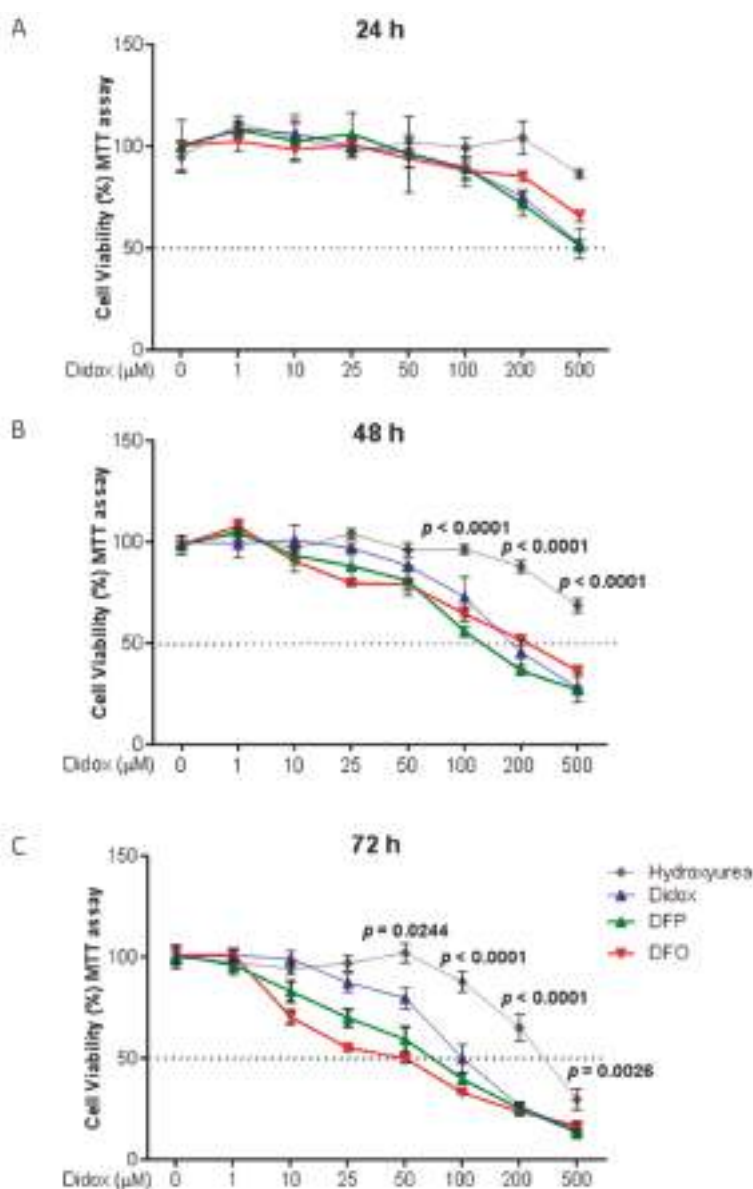 A
24 h
Cell Viability (%) MTT assay
150
100
50
0
Didox (µM)
0 1 10 25 50 100 200 500
B
48 h
Cell Viability (%) MTT assay
150
100
50
0
p < 0.0001
p < 0.0001
p < 0.0001
Didox (µM)
0 1 10 25 50 100 200 500
C
72 h
Cell Viability (%) MTT assay
150
100
50
0
p = 0.0244
p < 0.0001
p < 0.0001
p = 0.0026
Hydroxyurea
Didox
DFP
DFO
Didox (µM)
0 1 10 25 50 100 200 500